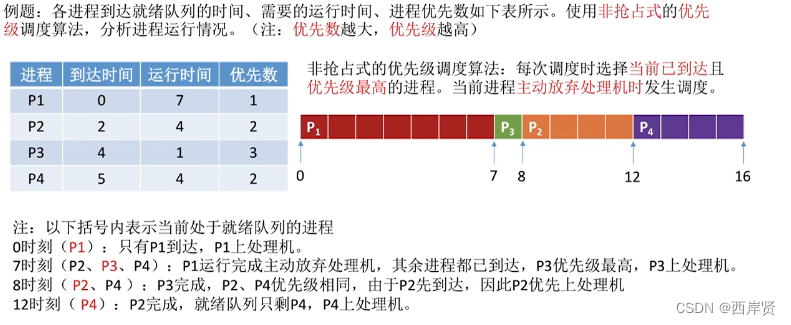 例题：各进程到达就绪队列的时间、需要的运行时间、进程优先数如下表所示。使用非抢占式的优先
级调度算法，分析进程运行情况。（注：优先数越大，优先级越高）
进程 到达时间 运行时间 优先数
P1 0 7 1
P2 2 4 2
P3 4 1 3
P4 5 4 2
非抢占式的优先级调度算法：每次调度时选择当前已到达且
优先级最高的进程。当前进程主动放弃处理机时发生调度。
P1 P3 P2 P4
0 7 8 12 16
注：以下括号内表示当前处于就绪队列的进程
0时刻（P1）：只有P1到达，P1上处理机。
7时刻（P2、P3、P4）：P1运行完成主动放弃处理机，其余进程都已到达，P3优先级最高，P3上处理机。
8时刻（P2、P4）：P3完成，P2、P4优先级相同，由于P2先到达，因此P2优先上处理机
12时刻（P4）：P2完成，就绪队列只剩P4，P4上处理机。
CSDN @西岸贤